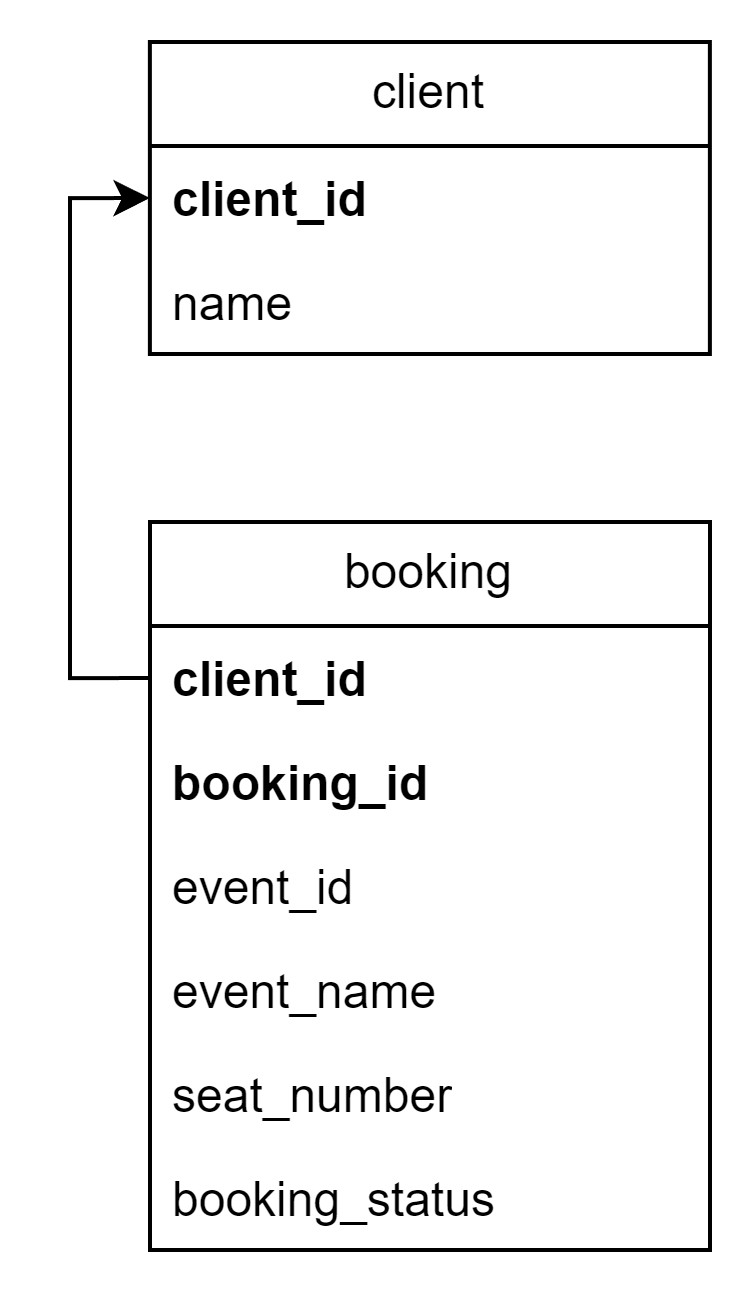 client
client_id
name
booking
client_id
booking_id
event_id
event_name
seat_number
booking_status